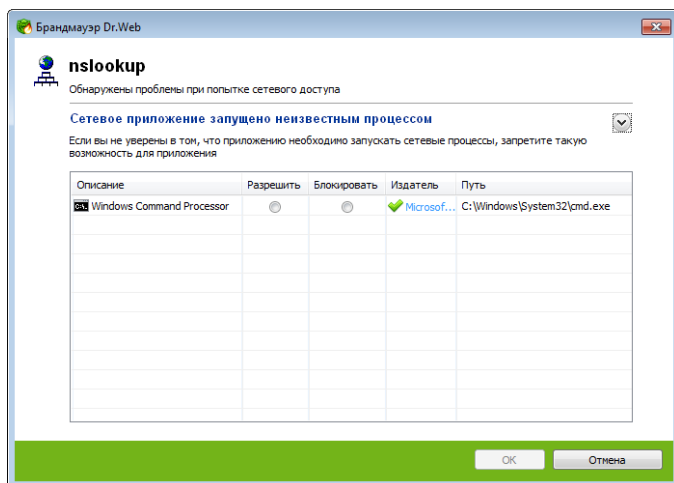 Брандмауэр Dr.Web
nslookup
Обнаружены проблемы при попытке сетевого доступа
Сетевое приложение запущено неизвестным процессом
Если вы не уверены в том, что приложению необходимо запускать сетевые процессы, запретите такую
возможность для приложения
Описание Разрешить Блокировать Издатель Путь
Windows Command Processor Microsof... C:\Windows\System32\cmd.exe
OK Отмена